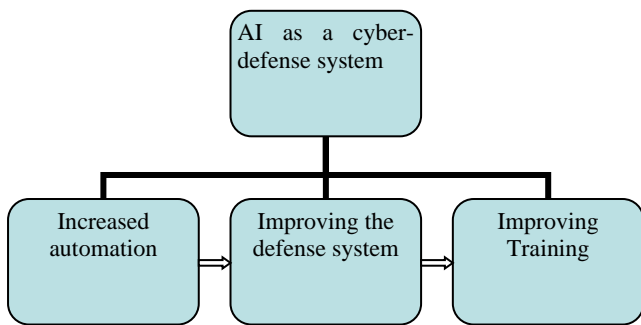 AI as a cyber-
defense system
Increased
automation
Improving the
defense system
Improving
Training